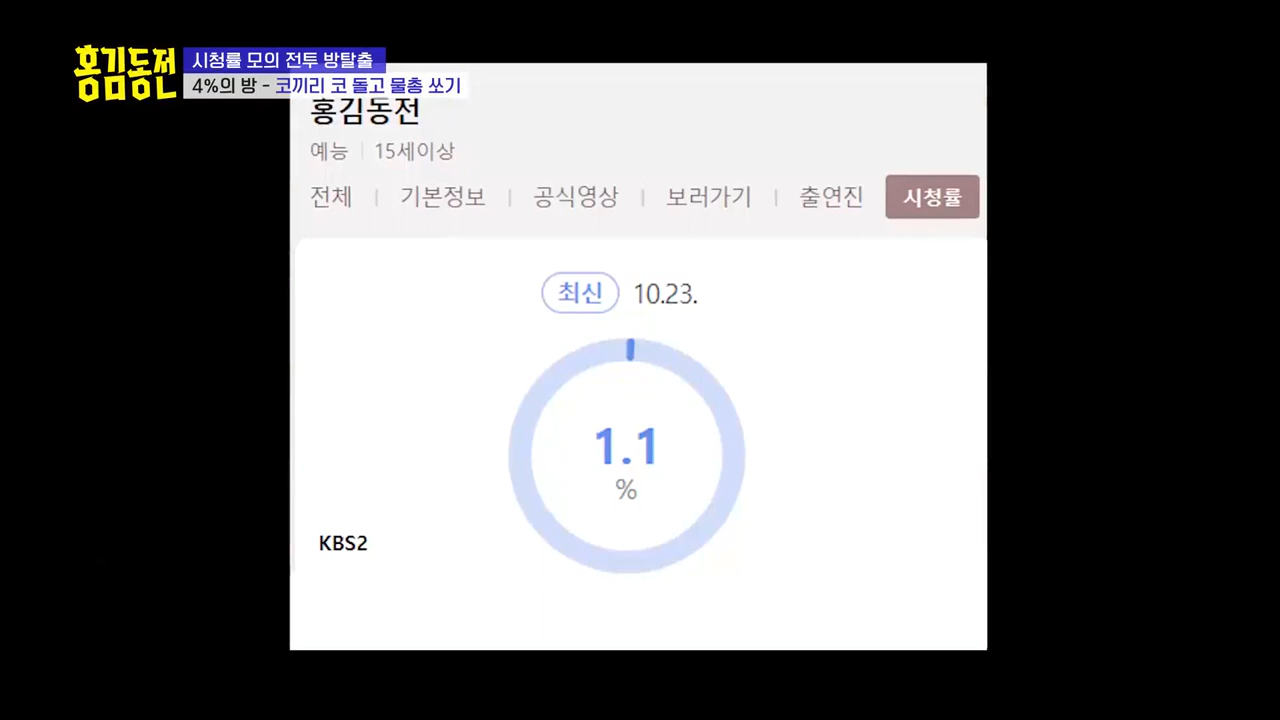 홍김동전
시청률 모의 전투 방탈출
4%의 방 - 코끼리 코 돌고 물총 쏘기
홍김동전
예능 | 15세이상
전체 | 기본정보 | 공식영상 | 보러가기 | 출연진 시청률
최신 10.23.
1.1
%
KBS2